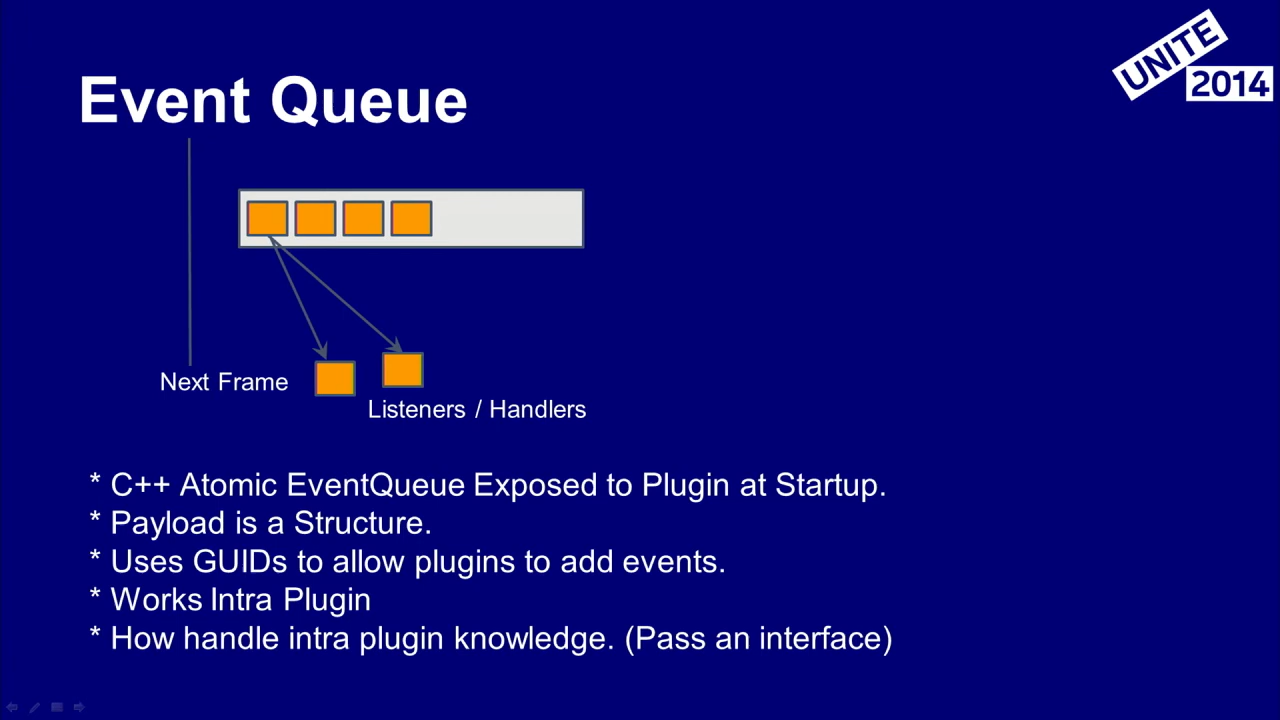 UNITE
2014
Event Queue
Next Frame
Listeners / Handlers
* C++ Atomic EventQueue Exposed to Plugin at Startup.
* Payload is a Structure.
* Uses GUIDs to allow plugins to add events.
* Works Intra Plugin
* How handle intra plugin knowledge. (Pass an interface)